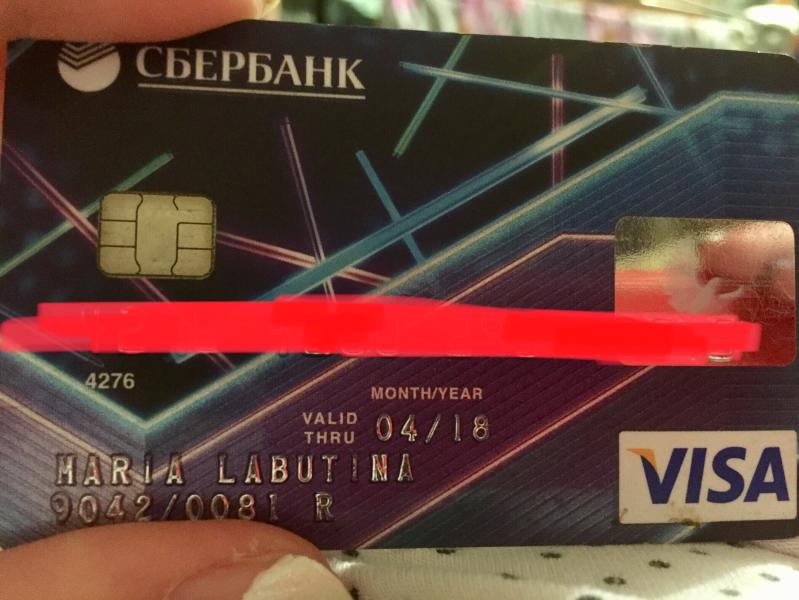 СБЕРБАНК
4276
MONTH/YEAR
VALID THRU 04/18
MARIA LABUTINA
9042/0081 R
VISA